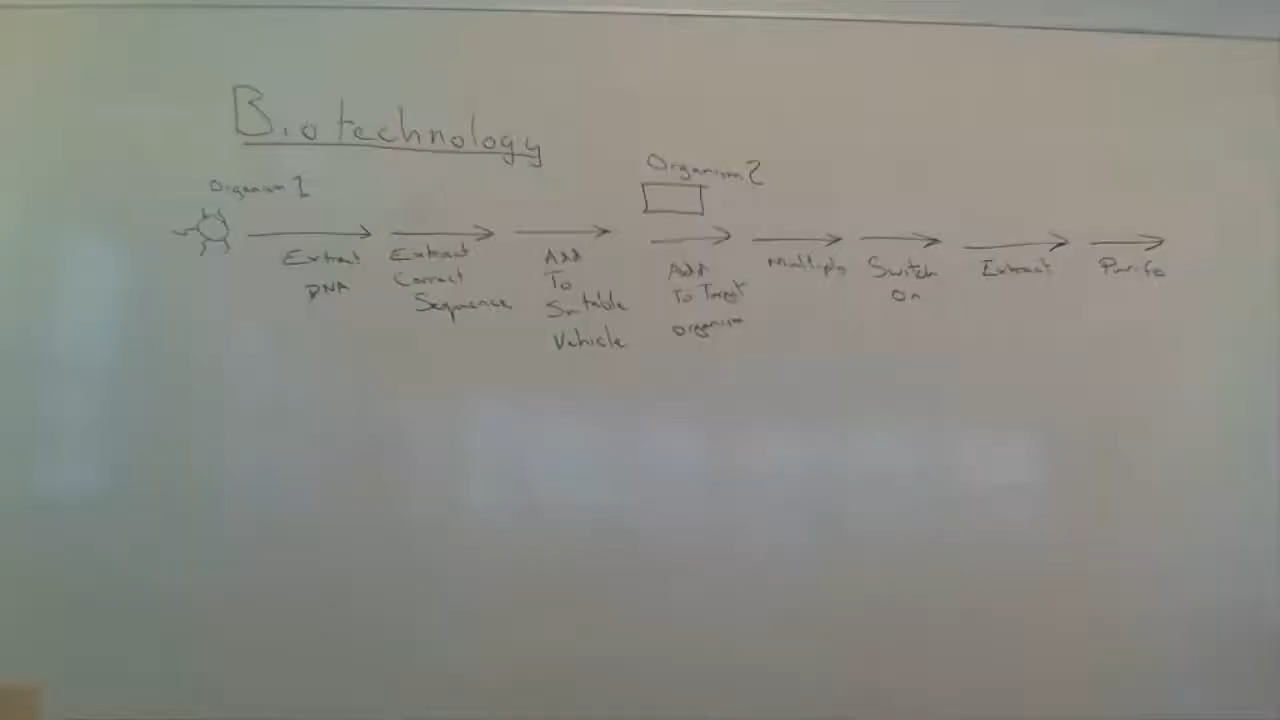 Biotechnology
Organism 1
Organism 2
Extract
DNA
Extract
Correct
Sequence
Add
To
Suitable
Vehicle
Add
To Target
organism
Multiply
Switch
On
Extract
Purify